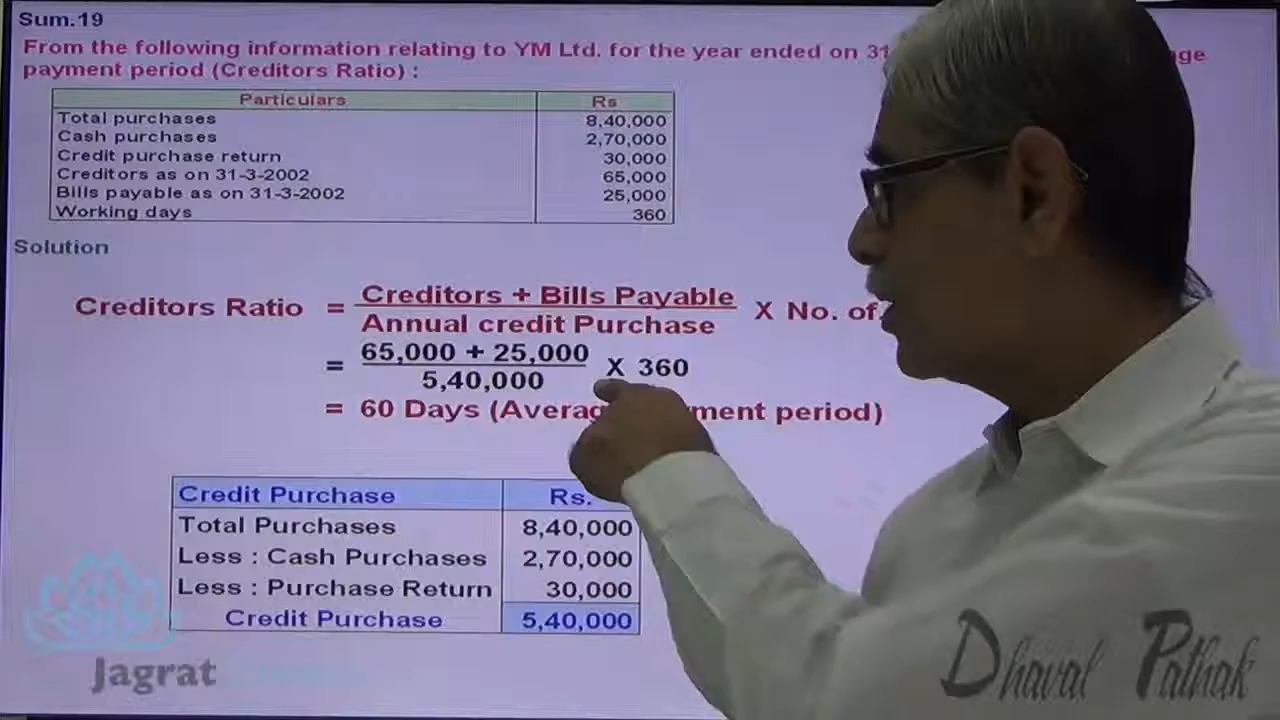 Sum.19
From the following information relating to YM Ltd. for the year ended on 31
payment period (Creditors Ratio) :
Particulars Rs
Total purchases 8,40,000
Cash purchases 2,70,000
Credit purchase return 30,000
Creditors as on 31-3-2002 65,000
Bills payable as on 31-3-2002 25,000
Working days 360
Solution
Creditors Ratio = Creditors + Bills Payable X No. of
Annual credit Purchase
= 65,000 + 25,000 X 360
5,40,000
= 60 Days ( period)
Credit Purchase Rs.
Total Purchases 8,40,000
Less : Cash Purchases 2,70,000
Less : Purchase Return 30,000
Credit Purchase 5,40,000
Jagrat
Dhaval Pathak